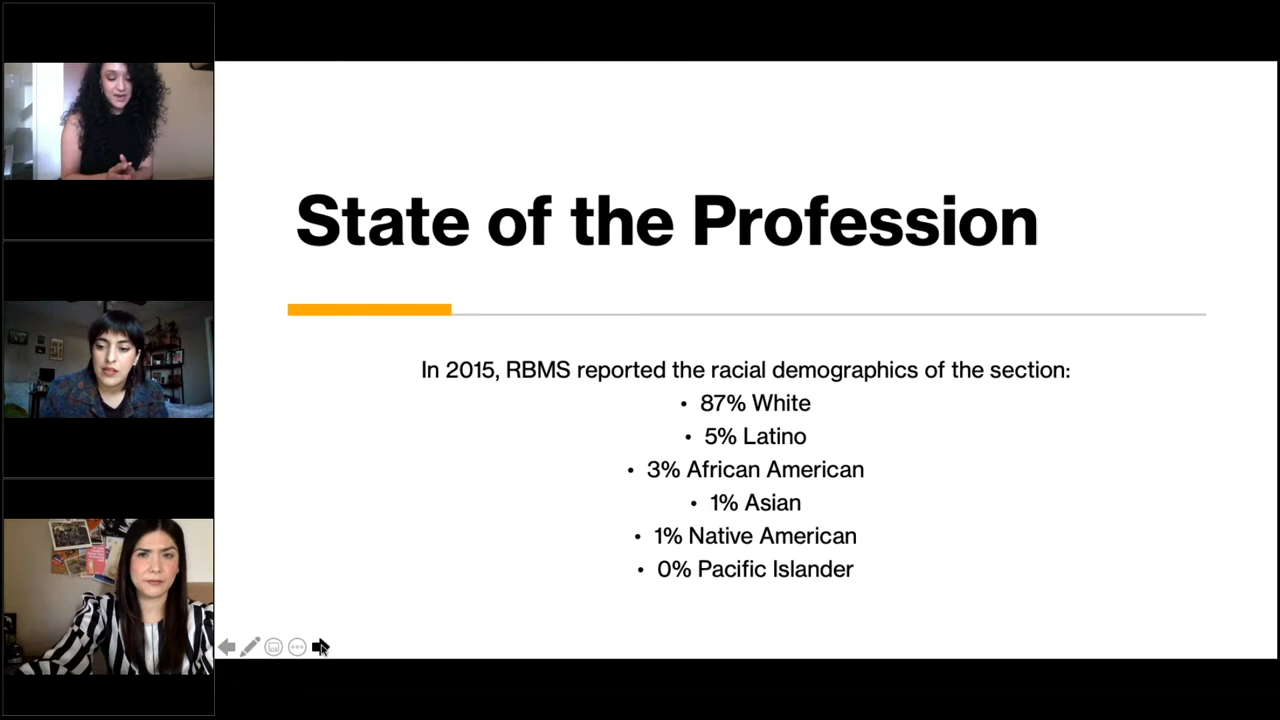 State of the Profession
In 2015, RBMS reported the racial demographics of the section:
• 87% White
• 5% Latino
• 3% African American
• 1% Asian
• 1% Native American
• 0% Pacific Islander